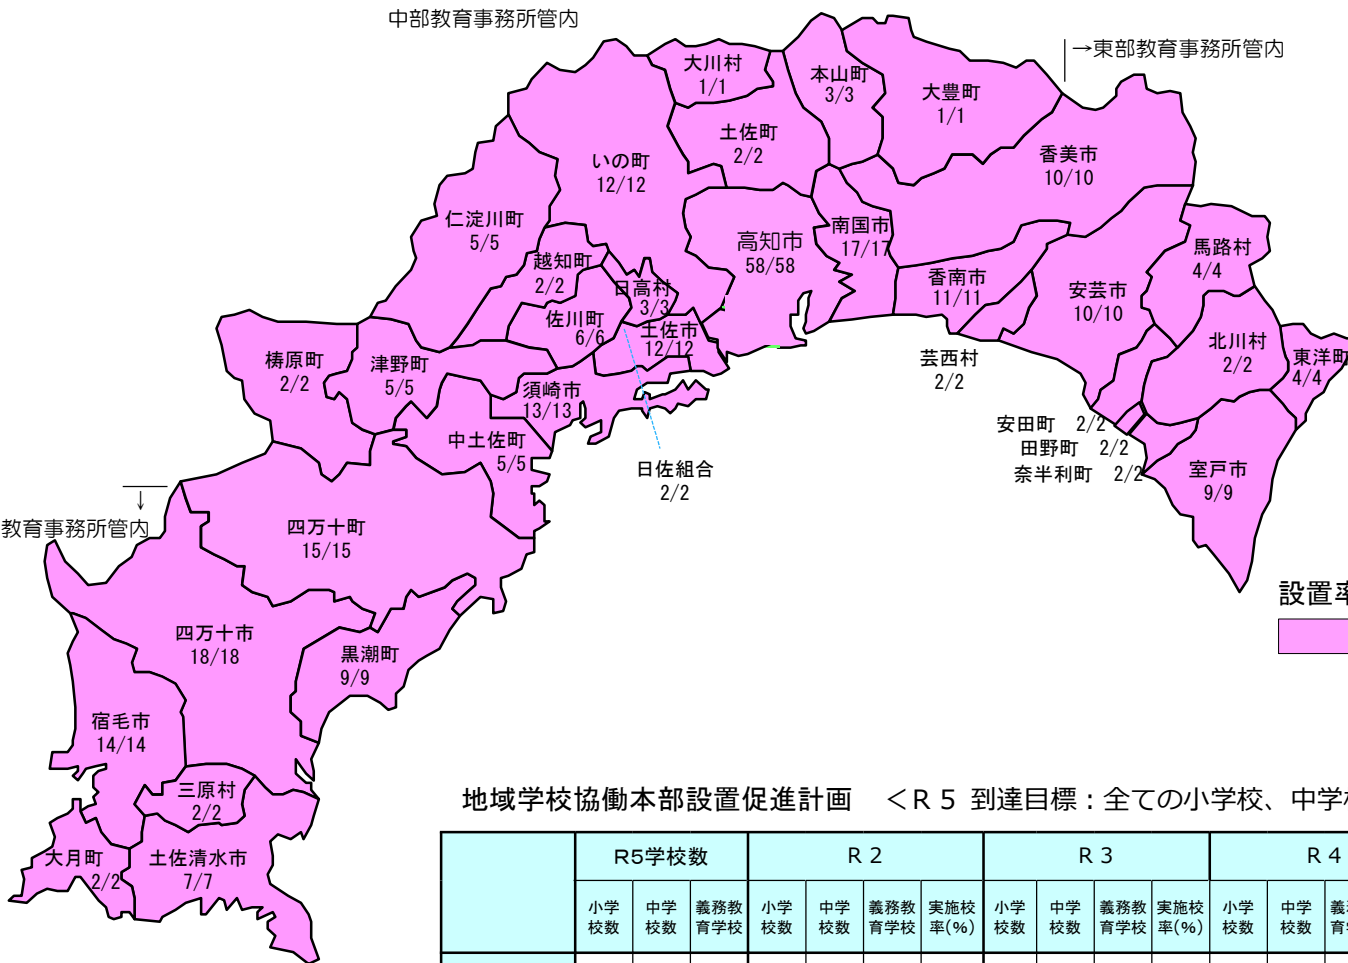 中部教育事務所管内
→東部教育事務所管内
大川村
1/1
本山町
3/3
大豊町
1/1
土佐町
2/2
いの町
12/12
香美市
10/10
仁淀川町
5/5
高知市
58/58
南国市
17/17
馬路村
4/4
越知町
2/2
日高村
3/3
香南市
11/11
安芸市
10/10
佐川町
6/6
土佐市
12/12
北川村
2/2
東洋町
4/4
梼原町
2/2
津野町
5/5
芸西村
2/2
須崎市
13/13
安田町 2/2
田野町 2/2
奈半利町 2/2
中土佐町
5/5
日佐組合
2/2
室戸市
9/9
↓
教育事務所管内
四万十町
15/15
設置率
四万十市
18/18
黒潮町
9/9
宿毛市
14/14
三原村
2/2
大月町
2/2
土佐清水市
7/7
地域学校協働本部設置促進計画 <R5 到達目標:全ての小学校、中学校
R5学校数 R2 R3 R4
小学校数 中学校数 義務教育学校 小学校数 中学校数 義務教育学校 実施校率(%) 小学校数 中学校数 義務教育学校 実施校率(%) 小学校数 中学校数